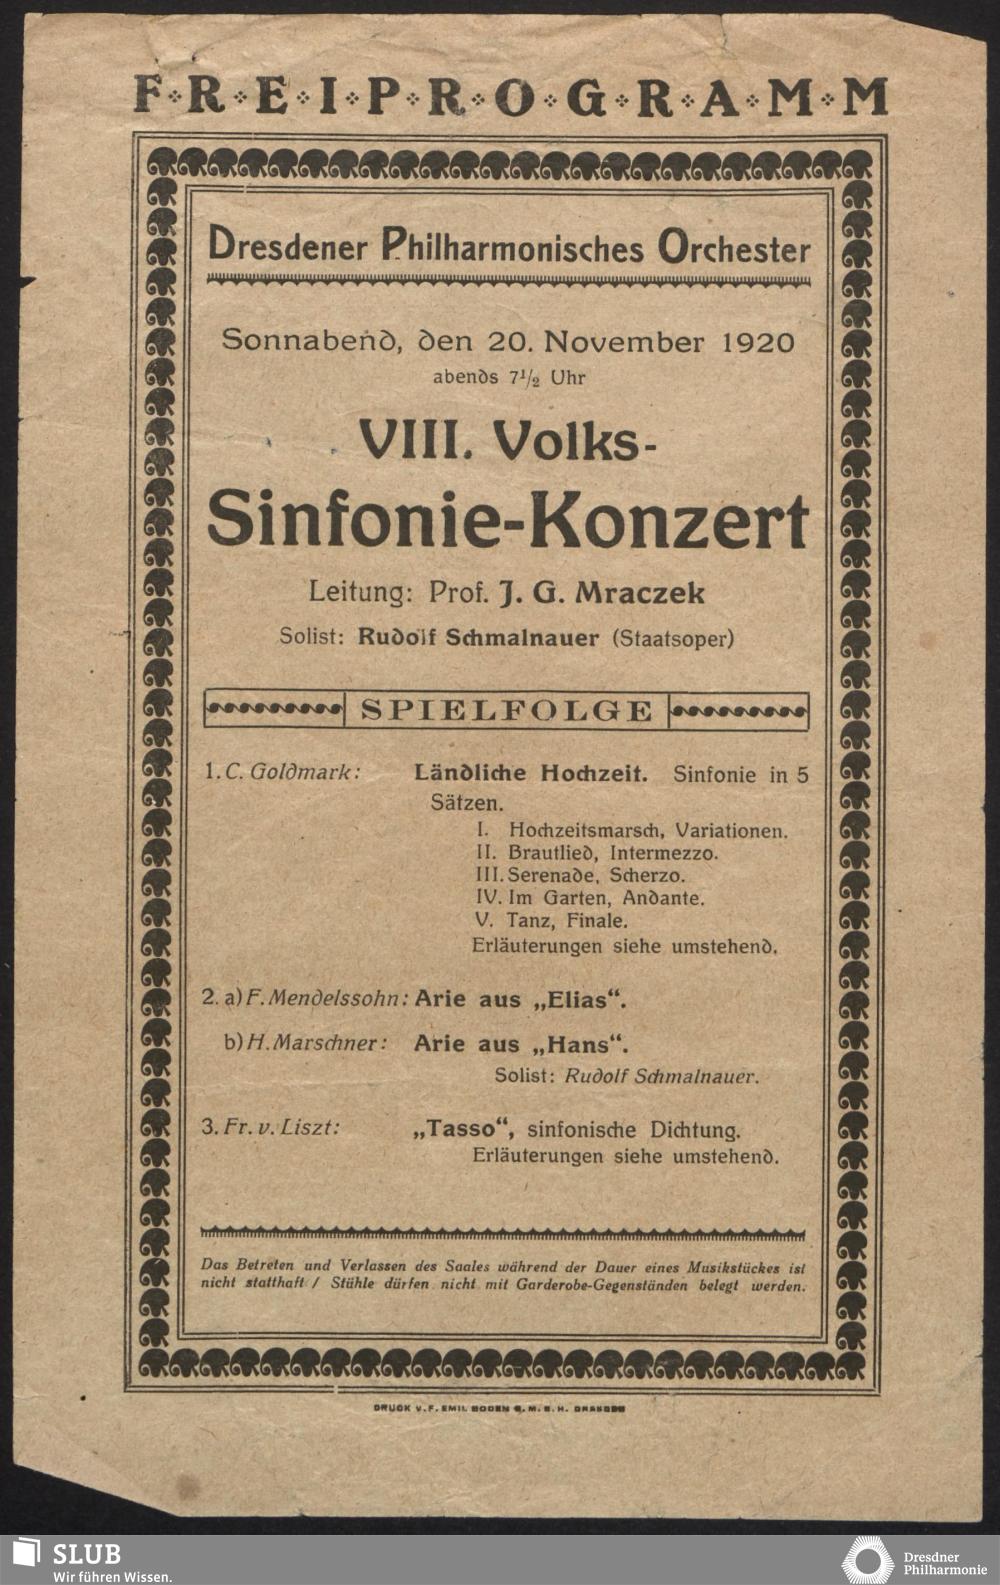 FREIPROGRAMM
Dresdener Philharmonisches Orchester
Sonnabend, den 20. November 1920
abends 7½ Uhr
VIII. Volks-
Sinfonie-Konzert
Leitung: Prof. J. G. Mraczek
Solist: Rudolf Schmalnauer (Staatsoper)
SPIELFOLGE
1. C. Goldmark: Ländliche Hochzeit. Sinfonie in 5
Sätzen.
I. Hochzeitsmarsch, Variationen.
II. Brautlied, Intermezzo.
III. Serenade, Scherzo.
IV. Im Garten, Andante.
V. Tanz, Finale.
Erläuterungen siehe umstehend.
2. a) F. Mendelssohn: Arie aus „Elias“.
b) H. Marschner: Arie aus „Hans“.
Solist: Rudolf Schmalnauer.
3. Fr. v. Liszt: „Tasso“, sinfonische Dichtung.
Erläuterungen siehe umstehend.
Das Betreten und Verlassen des Saales während der Dauer eines Musikstückes ist
nicht statthaft / Stühle dürfen nicht mit Garderobe-Gegenständen belegt werden.
DRUCK V. F. EMIL BODEN G. M. B. H. DRESDEN
SLUB
Wir führen Wissen.
Dresdner
Philharmonie